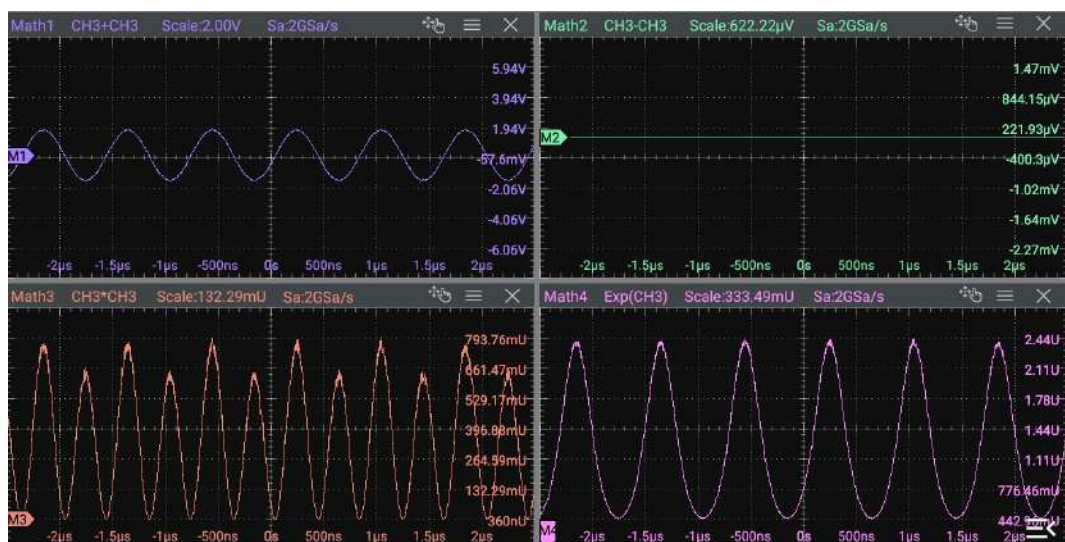 Math1 CH3+CH3 Scale:2.00V Sa:2GSa/s
5.94V
3.94V
1.94V
M1 -57.6mV
-2.06V
-4.06V
-6.06V
-2µs -1.5µs -1µs -500ns 0s 500ns 1µs 1.5µs 2µs
Math2 CH3-CH3 Scale:622.22µV Sa:2GSa/s
1.47mV
844.15µV
M2 221.93µV
-400.3µV
-1.02mV
-1.64mV
-2.27mV
-2µs -1.5µs -1µs -500ns 0s 500ns 1µs 1.5µs 2µs
Math3 CH3*CH3 Scale:132.29mU Sa:2GSa/s
793.76mU
661.47mU
529.17mU
396.88mU
264.59mU
132.29mU
M3 360nU
-2µs -1.5µs -1µs -500ns 0s 500ns 1µs 1.5µs 2µs
Math4 Exp(CH3) Scale:333.49mU Sa:2GSa/s
2.44U
2.11U
1.78U
1.44U
1.11U
776.46mU
M4
-2µs -1.5µs -1µs -500ns 0s 500ns 1µs 1.5µs 2µs